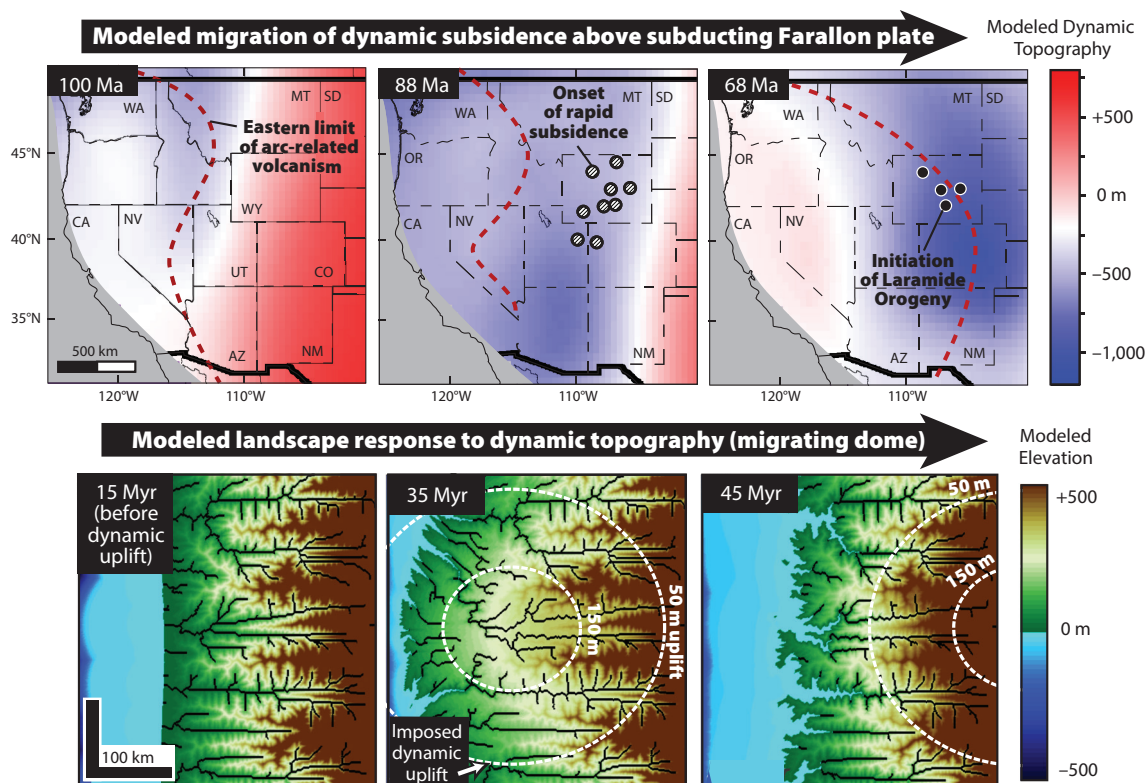 Modeled migration of dynamic subsidence above subducting Farallon plate
Modeled Dynamic
Topography
100 Ma
WA
MT
SD
Eastern limit
of arc-related
volcanism
WY
CA
NV
UT
CO
AZ
NM
500 km
45°N
40°N
35°N
120°W
110°W
88 Ma
Onset
of rapid
subsidence
WA
MT
SD
OR
CA
NV
NM
120°W
110°W
68 Ma
WA
MT
SD
OR
CA
NV
Initiation
of Laramide
Orogeny
AZ
NM
120°W
110°W
+500
0 m
−500
−1,000
Modeled landscape response to dynamic topography (migrating dome)
Modeled
Elevation
15 Myr
(before
dynamic
uplift)
100 km
35 Myr
150 m
50 m uplift
Imposed
dynamic
uplift
45 Myr
50 m
150 m
+500
0 m
−500